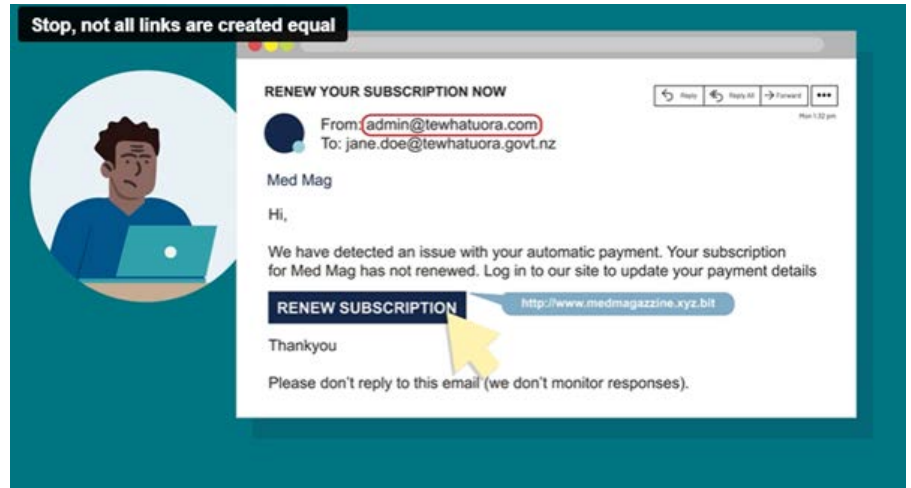 Stop, not all links are created equal
RENEW YOUR SUBSCRIPTION NOW
Reply Reply All Forward
Mon 1:32 pm
From: admin@tewhatuora.com
To: jane.doe@tewhatuora.govt.nz
Med Mag
Hi,
We have detected an issue with your automatic payment. Your subscription
for Med Mag has not renewed. Log in to our site to update your payment details
RENEW SUBSCRIPTION
http://www.medmagazzine.xyz.bit
Thankyou
Please don't reply to this email (we don't monitor responses).